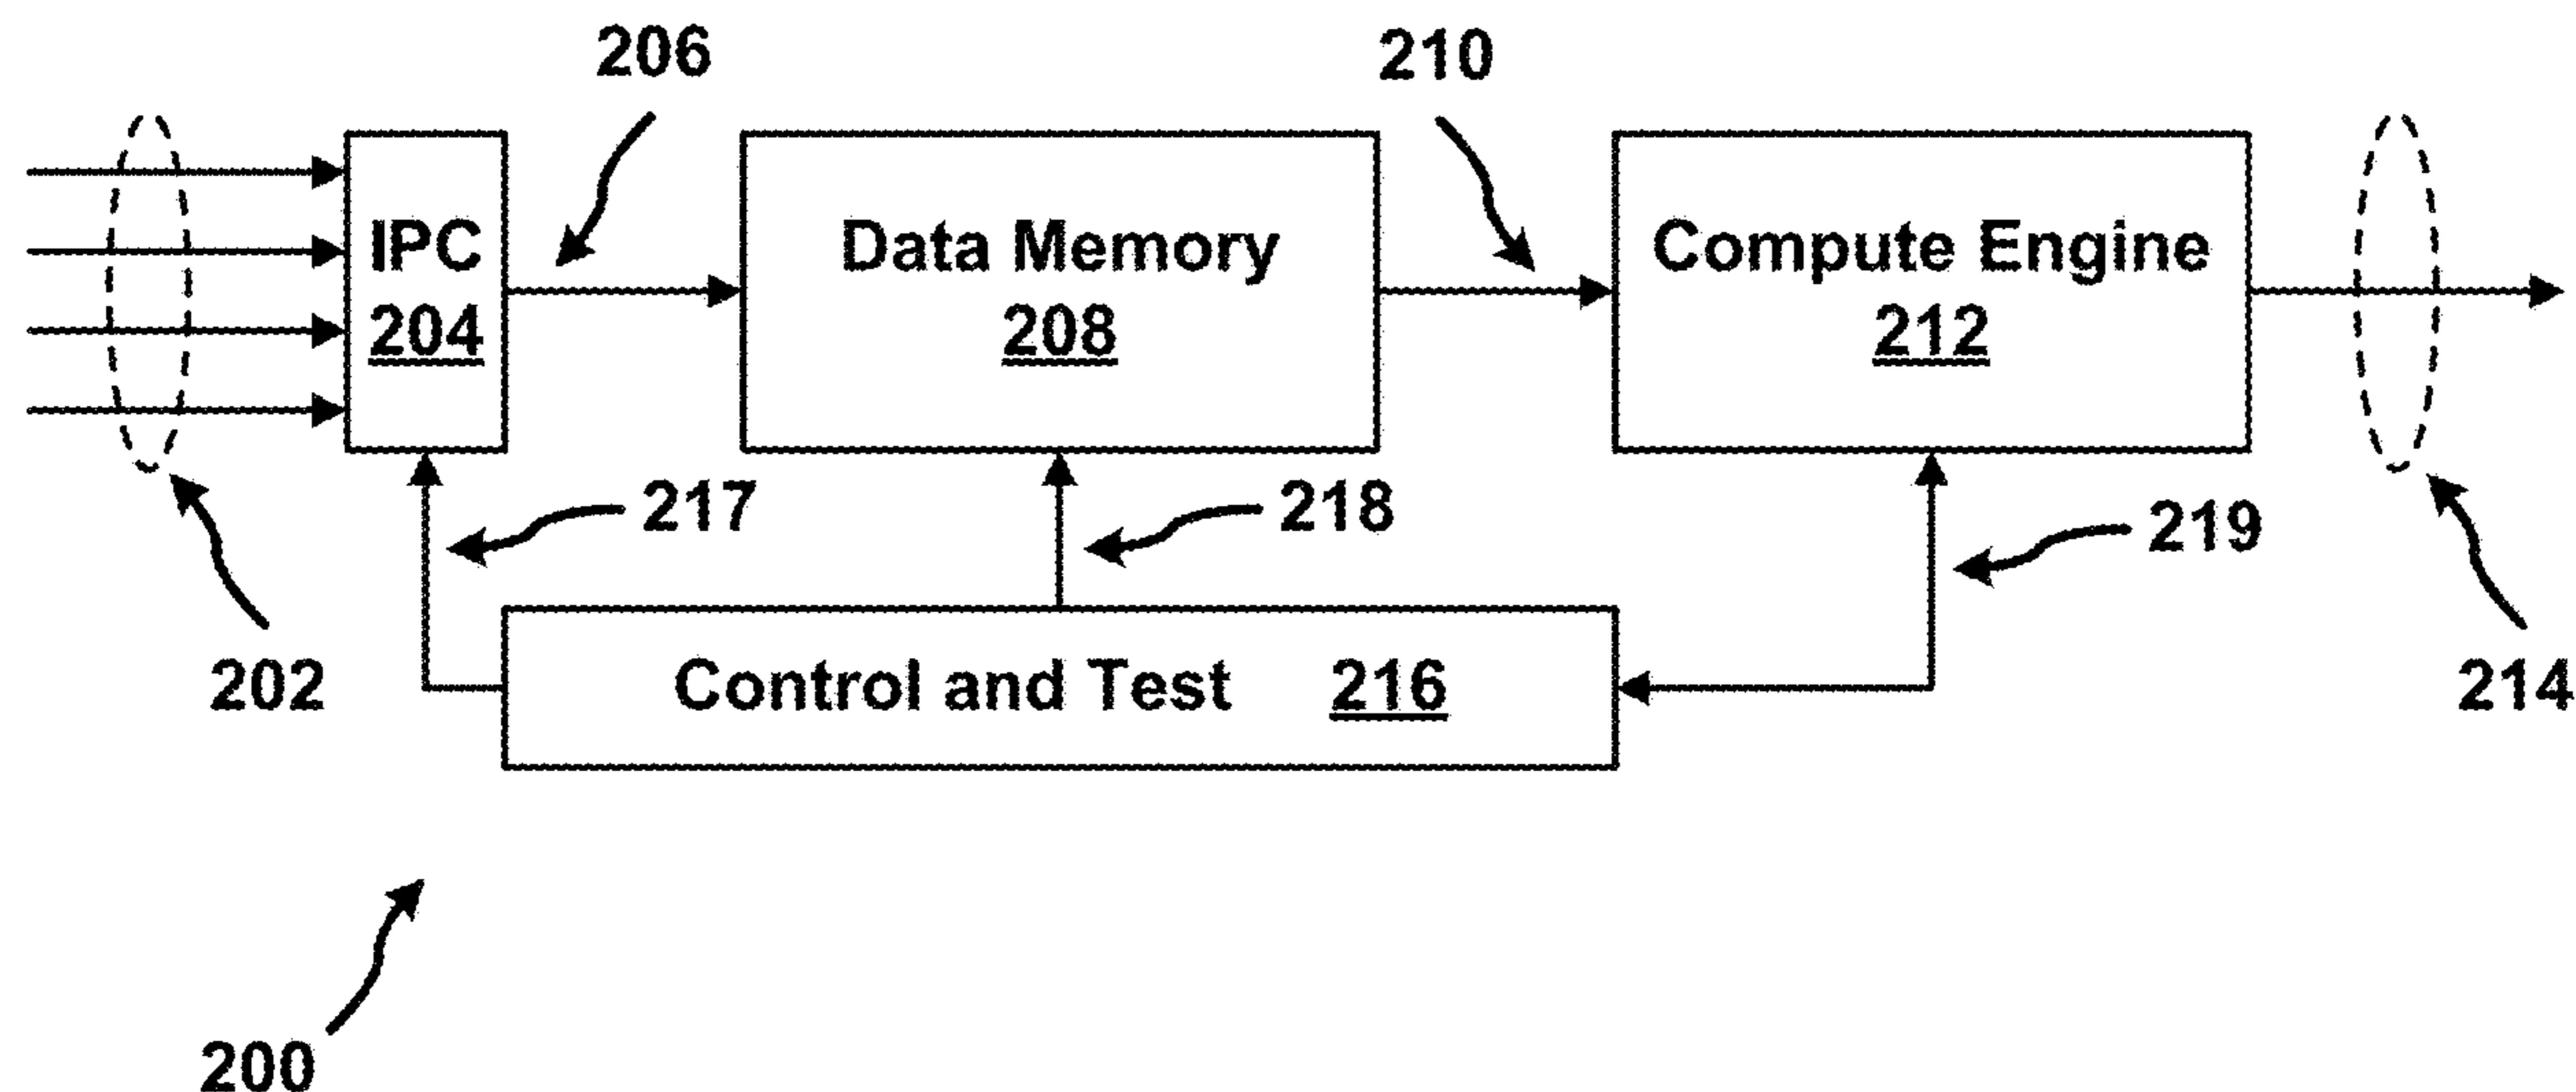 206
210
IPC
204
Data Memory
208
Compute Engine
212
217
218
219
202
Control and Test 216
214
200